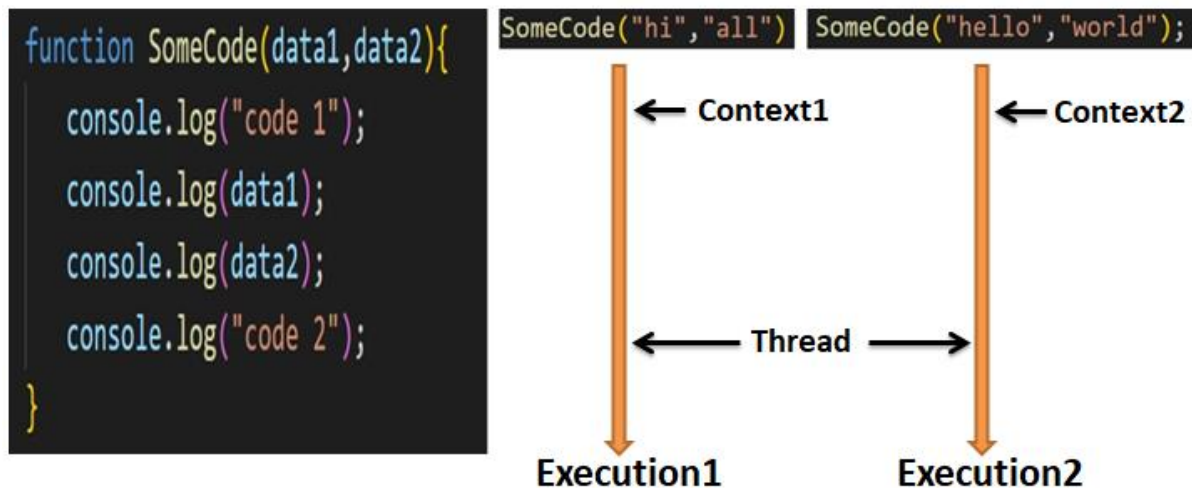 function SomeCode(data1,data2){
console.log("code 1");
console.log(data1);
console.log(data2);
console.log("code 2");
}
SomeCode("hi","all")
SomeCode("hello","world");
Context1
Context2
Thread
Execution1
Execution2